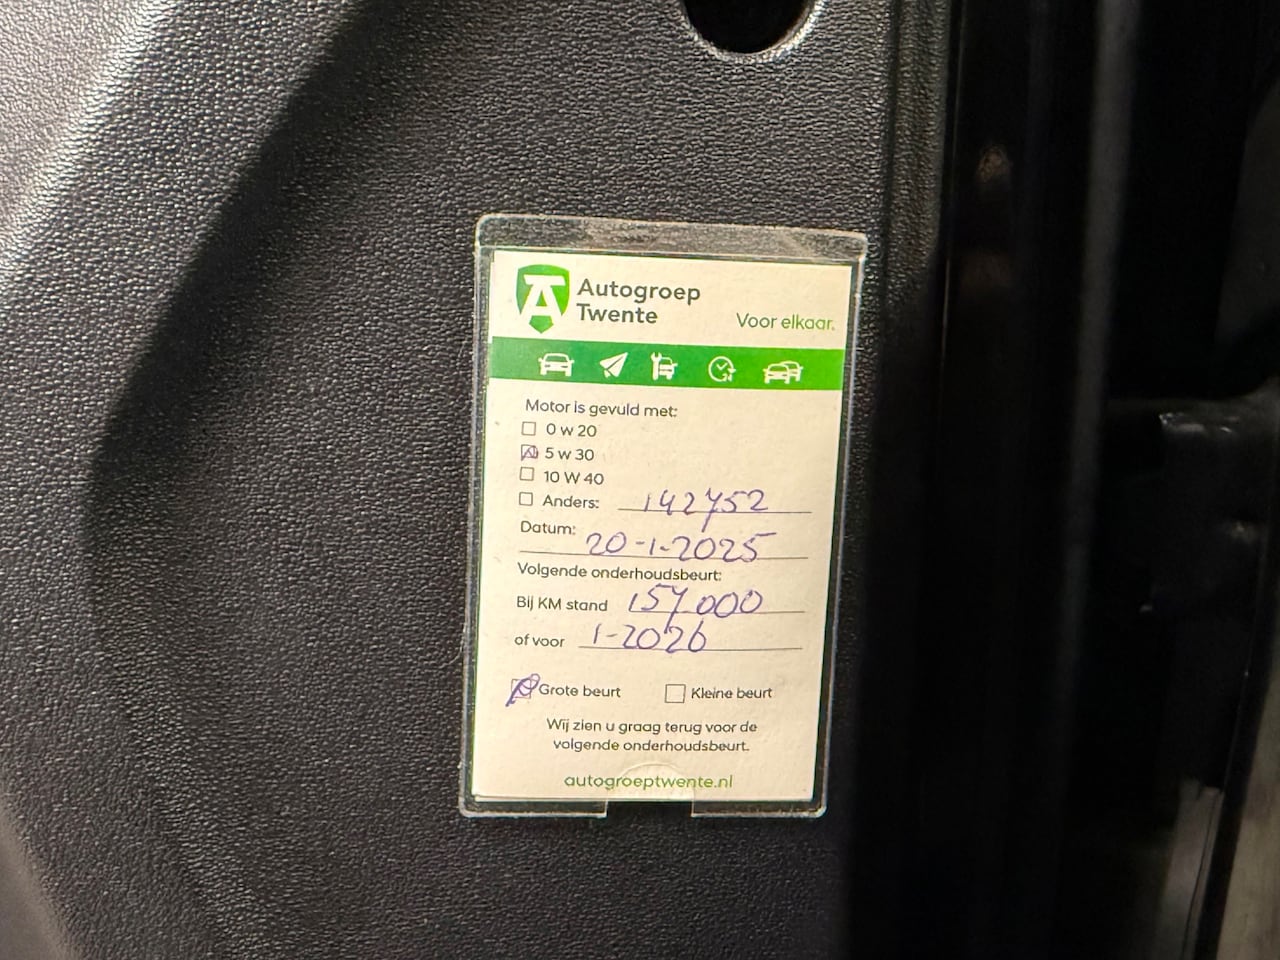 Autogroep
Twente
Voor elkaar.
Motor is gevuld met:
0 w 20
5 w 30
10 W 40
Anders: 142752
Datum: 20-1-2025
Volgende onderhoudsbeurt:
Bij KM stand 157.000
of voor 1-2026
Grote beurt Kleine beurt
Wij zien u graag terug voor de
volgende onderhoudsbeurt.
autogroeptwente.nl